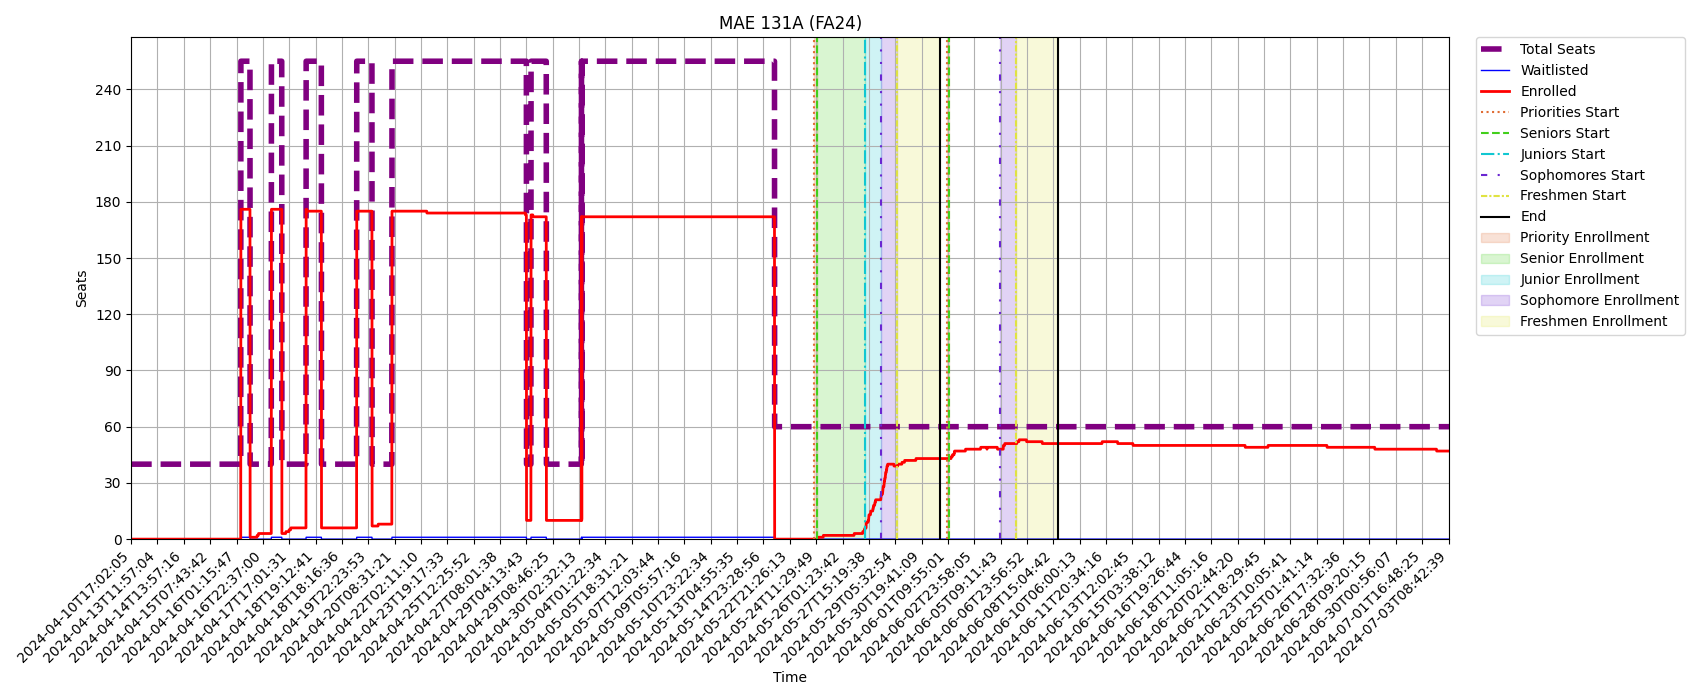 MAE 131A (FA24)
Total Seats
Waitlisted
Enrolled
Priorities Start
Seniors Start
Juniors Start
Sophomores Start
Freshmen Start
End
Priority Enrollment
Senior Enrollment
Junior Enrollment
Sophomore Enrollment
Freshmen Enrollment
Seats
240
210
180
150
120
90
60
30
0
2024-04-10T17:02:05
2024-04-13T11:57:04
2024-04-14T13:57:16
2024-04-15T07:43:42
2024-04-16T01:15:47
2024-04-16T22:37:00
2024-04-17T17:01:31
2024-04-18T19:12:41
2024-04-18T18:16:36
2024-04-19T22:23:53
2024-04-20T08:31:21
2024-04-22T02:11:10
2024-04-23T19:17:33
2024-04-25T12:25:52
2024-04-27T08:01:38
2024-04-29T04:13:43
2024-04-29T08:46:25
2024-04-30T02:32:13
2024-05-04T01:22:34
2024-05-05T18:31:21
2024-05-07T12:03:44
2024-05-09T05:57:16
2024-05-10T23:22:34
2024-05-13T04:55:35
2024-05-14T23:28:56
2024-05-22T21:26:13
2024-05-24T11:29:49
2024-05-26T01:23:42
2024-05-27T15:19:38
2024-05-29T05:32:54
2024-05-30T19:41:09
2024-06-01T09:55:01
2024-06-02T23:58:05
2024-06-05T09:11:43
2024-06-06T23:56:52
2024-06-08T15:04:42
2024-06-10T06:00:13
2024-06-11T20:34:16
2024-06-13T12:02:45
2024-06-15T03:38:12
2024-06-16T19:26:44
2024-06-18T11:05:16
2024-06-20T02:44:20
2024-06-21T18:29:45
2024-06-23T10:05:41
2024-06-25T01:41:14
2024-06-26T17:32:36
2024-06-28T09:20:15
2024-06-30T00:56:07
2024-07-01T16:48:25
2024-07-03T08:42:39
Time